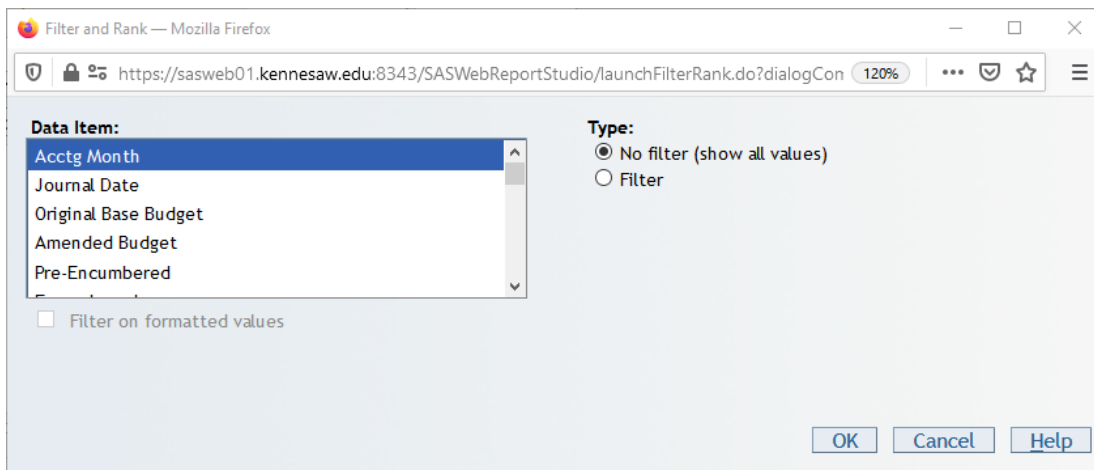 Filter and Rank — Mozilla Firefox
https://sasweb01.kennesaw.edu:8343/SASWebReportStudio/launchFilterRank.do?dialogCon 120%
Data Item:
Acctg Month
Journal Date
Original Base Budget
Amended Budget
Pre-Encumbered
Filter on formatted values
Type:
No filter (show all values)
Filter
OK Cancel Help